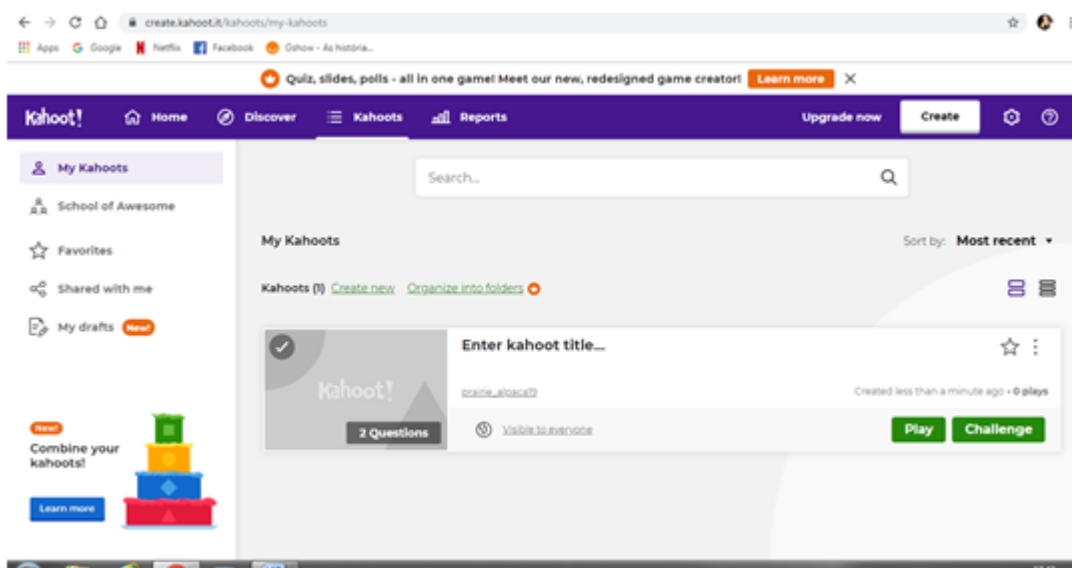 create.kahoot.it/kahoots/my-kahoots
Apps Google Netflix Facebook Gshow - As história...
Quiz, slides, polls - all in one game! Meet our new, redesigned game creator! Learn more
Kahoot! Home Discover Kahoots Reports Upgrade now Create
My Kahoots
School of Awesome
Favorites
Shared with me
My drafts New!
New!
Combine your
kahoots!
Learn more
Search...
My Kahoots Sort by: Most recent
Kahoots (1) Create new Organize into folders
Kahoot!
2 Questions
Enter kahoot title...
prairie_alpaca19 Created less than a minute ago • 0 plays
Visible to everyone Play Challenge